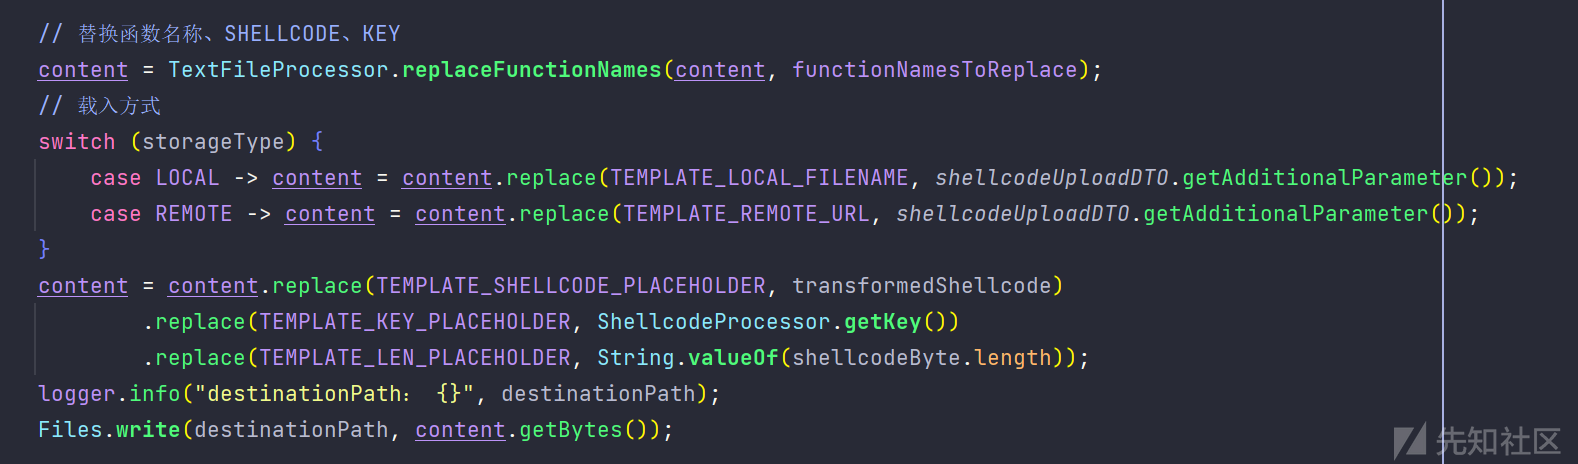 // 替换函数名称、SHELLCODE、KEY
content = TextFileProcessor.replaceFunctionNames(content, functionNamesToReplace);
// 载入方式
switch (storageType) {
    case LOCAL -> content = content.replace(TEMPLATE_LOCAL_FILENAME, shellcodeUploadDTO.getAdditionalParameter());
    case REMOTE -> content = content.replace(TEMPLATE_REMOTE_URL, shellcodeUploadDTO.getAdditionalParameter());
}
content = content.replace(TEMPLATE_SHELLCODE_PLACEHOLDER, transformedShellcode)
        .replace(TEMPLATE_KEY_PLACEHOLDER, ShellcodeProcessor.getKey())
        .replace(TEMPLATE_LEN_PLACEHOLDER, String.valueOf(shellcodeByte.length));
logger.info("destinationPath： {}", destinationPath);
Files.write(destinationPath, content.getBytes());
先知社区